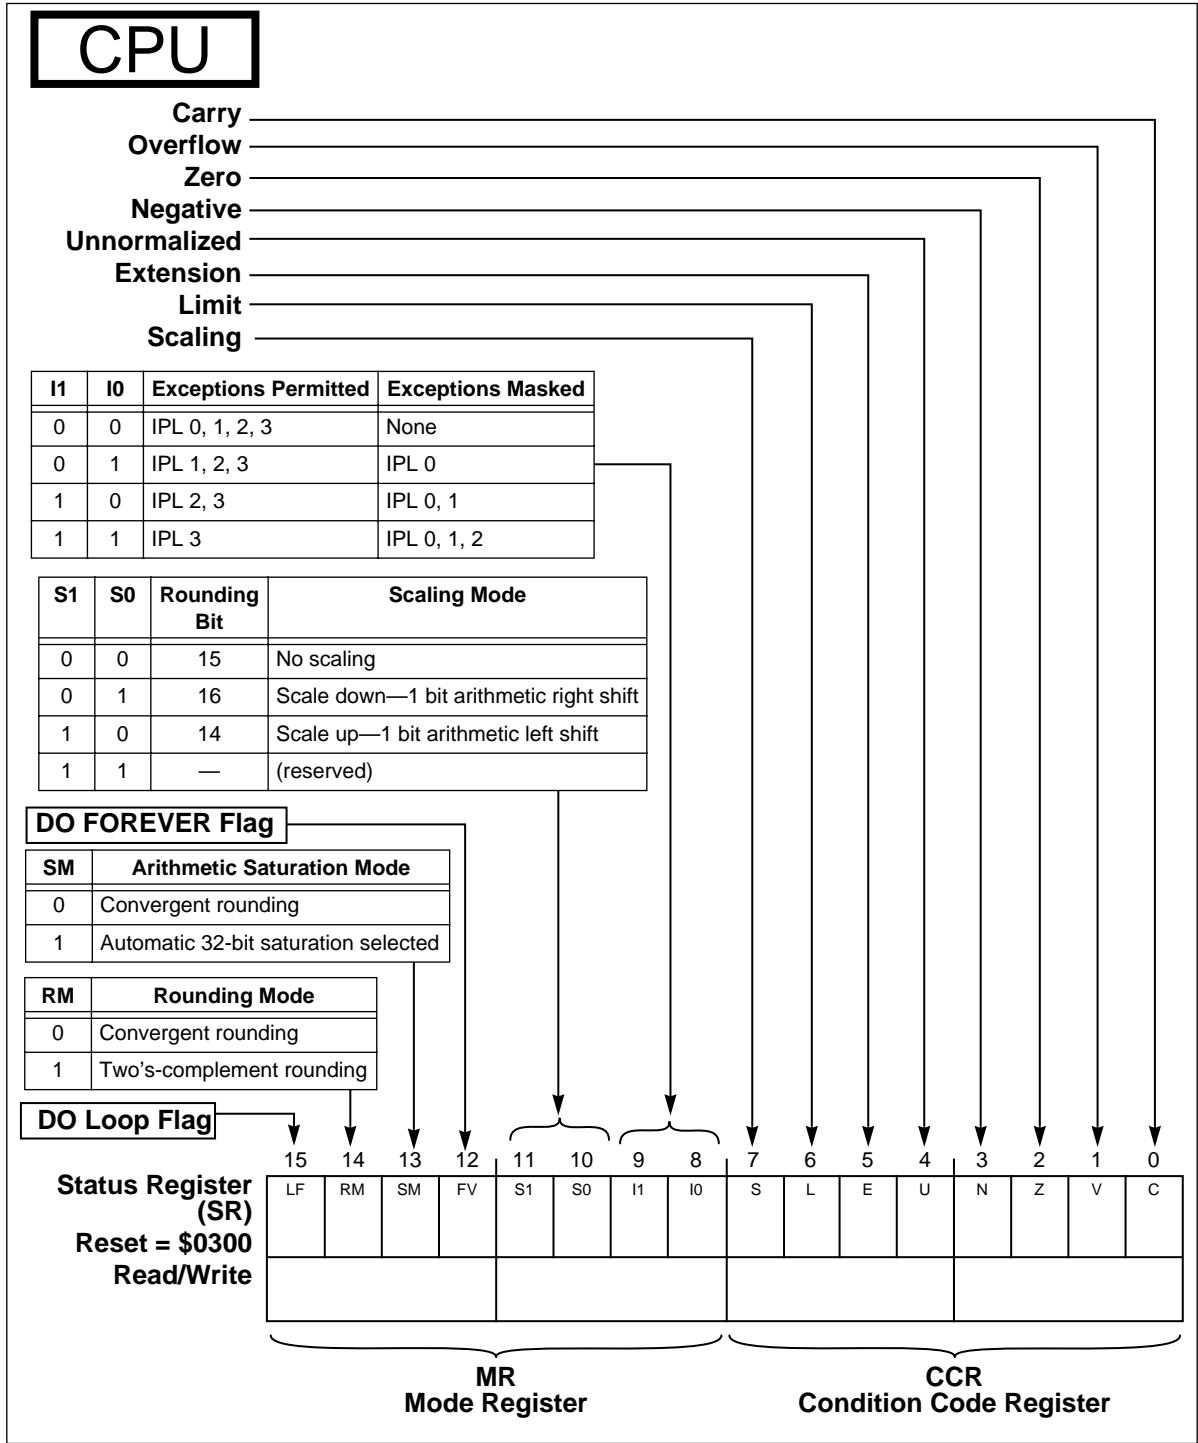 CPU
Carry
Overflow
Zero
Negative
Unnormalized
Extension
Limit
Scaling
I1 I0 Exceptions Permitted Exceptions Masked
0 0 IPL 0, 1, 2, 3 None
0 1 IPL 1, 2, 3 IPL 0
1 0 IPL 2, 3 IPL 0, 1
1 1 IPL 3 IPL 0, 1, 2
S1 S0 Rounding Scaling Mode
Bit
0 0 15 No scaling
0 1 16 Scale down—1 bit arithmetic right shift
1 0 14 Scale up—1 bit arithmetic left shift
1 1 — (reserved)
DO FOREVER Flag
SM Arithmetic Saturation Mode
0 Convergent rounding
1 Automatic 32-bit saturation selected
RM Rounding Mode
0 Convergent rounding
1 Two's-complement rounding
DO Loop Flag
15 14 13 12 11 10 9 8 7 6 5 4 3 2 1 0
Status Register LF RM SM FV S1 S0 I1 I0 S L E U N Z V C
(SR)
Reset = $0300
Read/Write
MR CCR
Mode Register Condition Code Register